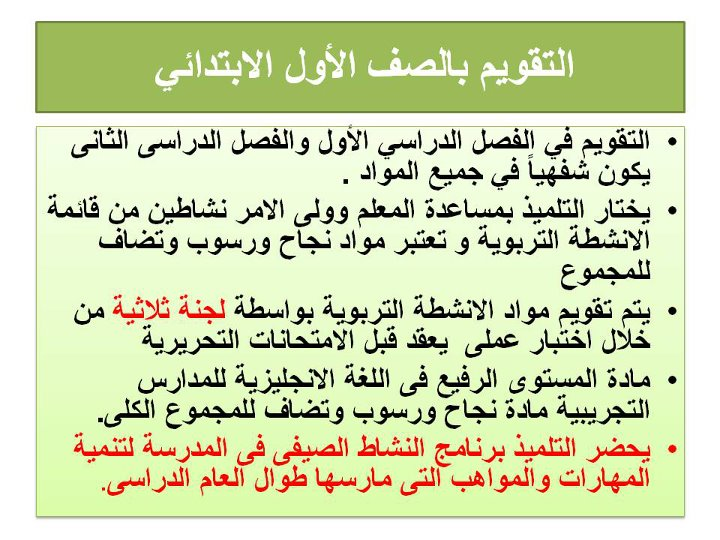 التقويم بالصف الأول الابتدائي
• التقويم في الفصل الدراسي الأول والفصل الدراسى الثانى
يكون شفهياً في جميع المواد .
• يختار التلميذ بمساعدة المعلم وولى الامر نشاطين من قائمة
الانشطة التربوية و تعتبر مواد نجاح ورسوب وتضاف
للمجموع
• يتم تقويم مواد الانشطة التربوية بواسطة لجنة ثلاثية من
خلال اختبار عملى يعقد قبل الامتحانات التحريرية
• مادة المستوى الرفيع فى اللغة الانجليزية للمدارس
التجريبية مادة نجاح ورسوب وتضاف للمجموع الكلى.
• يحضر التلميذ برنامج النشاط الصيفى فى المدرسة لتنمية
المهارات والمواهب التى مارسها طوال العام الدراسى.